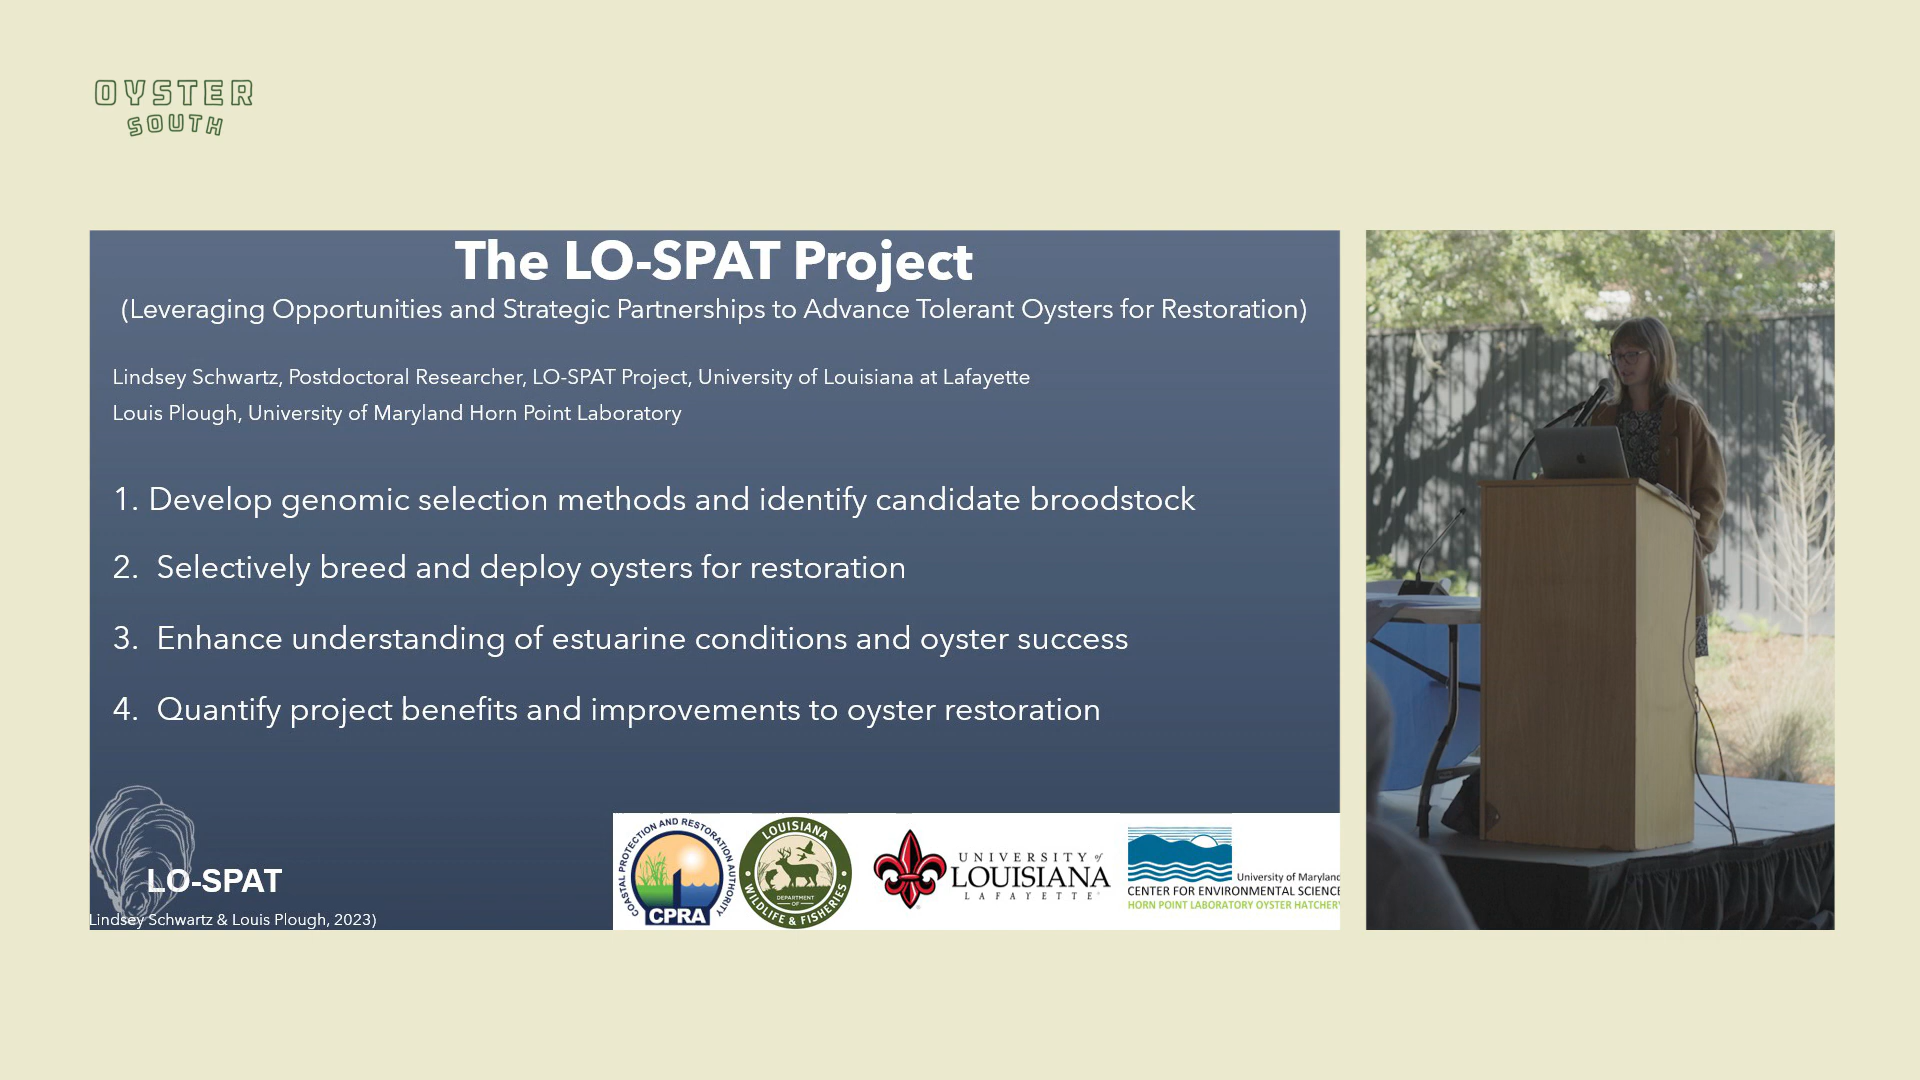 OYSTER
SOUTH
The LO-SPAT Project
(Leveraging Opportunities and Strategic Partnerships to Advance Tolerant Oysters for Restoration)
Lindsey Schwartz, Postdoctoral Researcher, LO-SPAT Project, University of Louisiana at Lafayette
Louis Plough, University of Maryland Horn Point Laboratory
1. Develop genomic selection methods and identify candidate broodstock
2. Selectively breed and deploy oysters for restoration
3. Enhance understanding of estuarine conditions and oyster success
4. Quantify project benefits and improvements to oyster restoration
LO-SPAT
Lindsey Schwartz & Louis Plough, 2023)
COASTAL PROTECTION AND RESTORATION AUTHORITY
CPRA
LOUISIANA
DEPARTMENT
OF
WILDLIFE & FISHERIES
UNIVERSITY of
LOUISIANA
LAFAYETTE
University of Maryland
CENTER FOR ENVIRONMENTAL SCIENCE
HORN POINT LABORATORY OYSTER HATCHERY